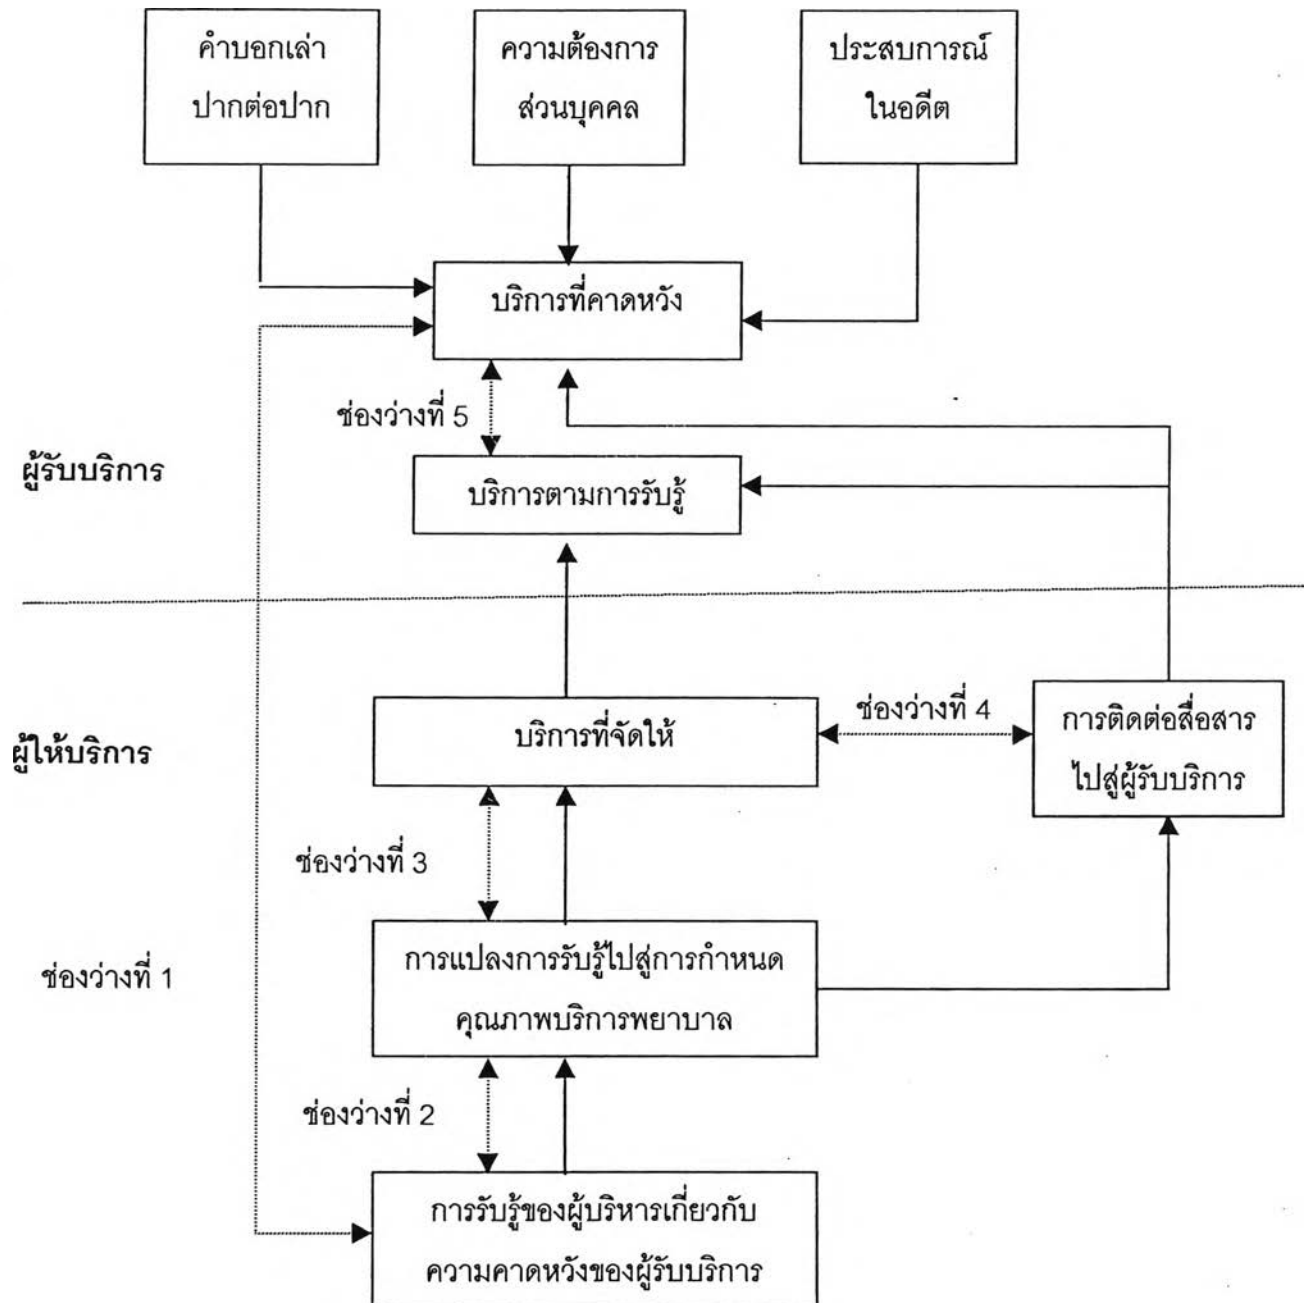 คำบอกเล่า
ปากต่อปาก
ความต้องการ
ส่วนบุคคล
ประสบการณ์
ในอดีต
บริการที่คาดหวัง
ช่องว่างที่ 5
ผู้รับบริการ
บริการตามการรับรู้
บริการที่จัดให้
ช่องว่างที่ 4
การติดต่อสื่อสาร
ไปสู่ผู้รับบริการ
ผู้ให้บริการ
ช่องว่างที่ 3
การแปลงการรับรู้ไปสู่การกำหนด
คุณภาพบริการพยาบาล
ช่องว่างที่ 1
ช่องว่างที่ 2
การรับรู้ของผู้บริหารเกี่ยวกับ
ความคาดหวังของผู้รับบริการ